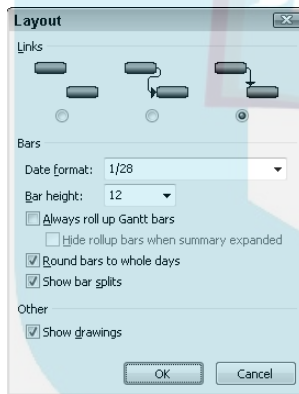 Layout
Links
Bars
Date format: 1/28
Bar height: 12
Always roll up Gantt bars
Hide rollup bars when summary expanded
Round bars to whole days
Show bar splits
Other
Show drawings
OK Cancel